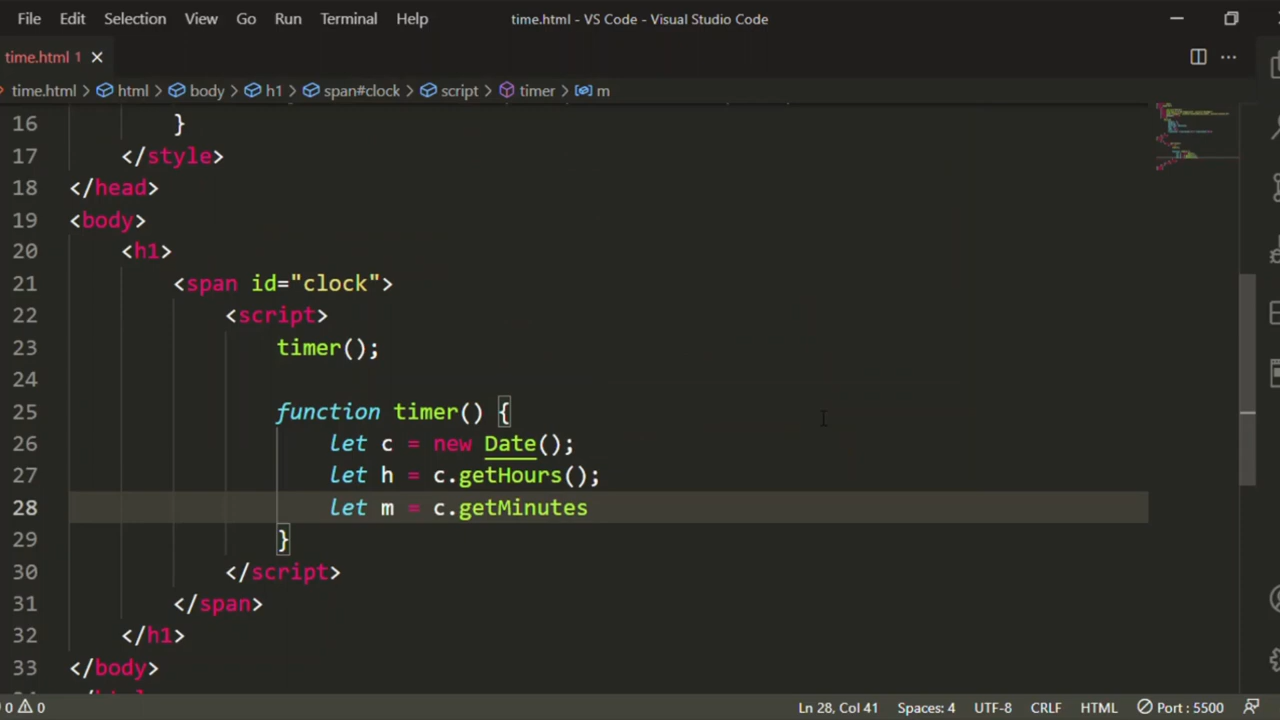 File Edit Selection View Go Run Terminal Help time.html - VS Code - Visual Studio Code
time.html 1
time.html > html > body > h1 > span#clock > script > timer > m
16 }
17 </style>
18 </head>
19 <body>
20 <h1>
21 <span id="clock">
22 <script>
23 timer();
24
25 function timer() {
26 let c = new Date();
27 let h = c.getHours();
28 let m = c.getMinutes
29 }
30 </script>
31 </span>
32 </h1>
33 </body>
0 0 Ln 28, Col 41 Spaces: 4 UTF-8 CRLF HTML Port : 5500